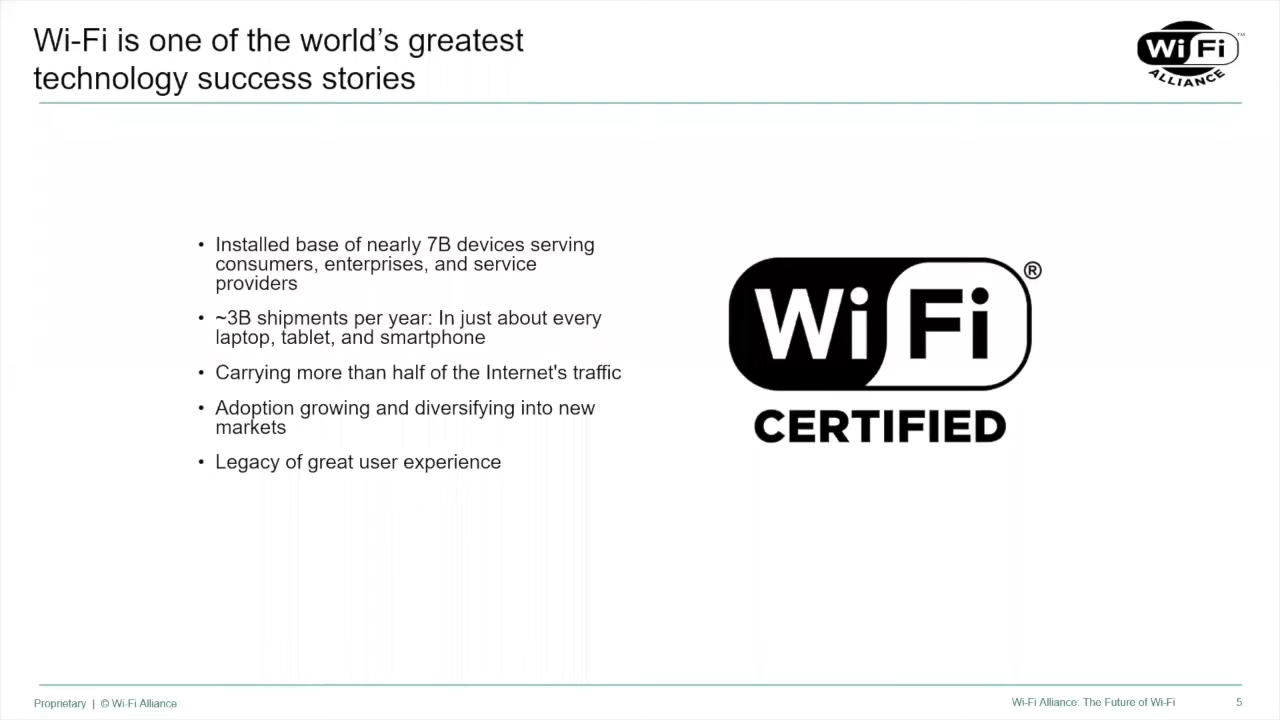 Wi-Fi is one of the world’s greatest
technology success stories
Wi Fi ™
ALLIANCE
• Installed base of nearly 7B devices serving
consumers, enterprises, and service
providers
• ~3B shipments per year: In just about every
laptop, tablet, and smartphone
• Carrying more than half of the Internet's traffic
• Adoption growing and diversifying into new
markets
• Legacy of great user experience
Wi Fi ®
CERTIFIED
Proprietary | © Wi-Fi Alliance
Wi-Fi Alliance: The Future of Wi-Fi
5